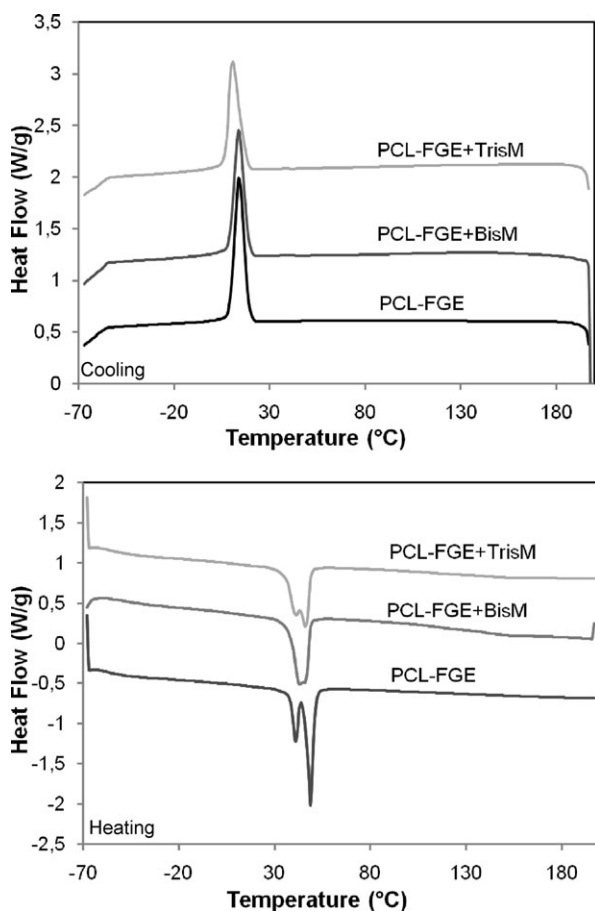 3,5
3
2,5
2
1,5
1
0,5
0
Heat Flow (W/g)
PCL-FGE+TrisM
PCL-FGE+BisM
PCL-FGE
Cooling
-70 -20 30 80 130 180
Temperature (°C)
2
1,5
1
0,5
0
-0,5
-1
-1,5
-2
-2,5
Heat Flow (W/g)
PCL-FGE+TrisM
PCL-FGE+BisM
PCL-FGE
Heating
-70 -20 30 80 130 180
Temperature (°C)